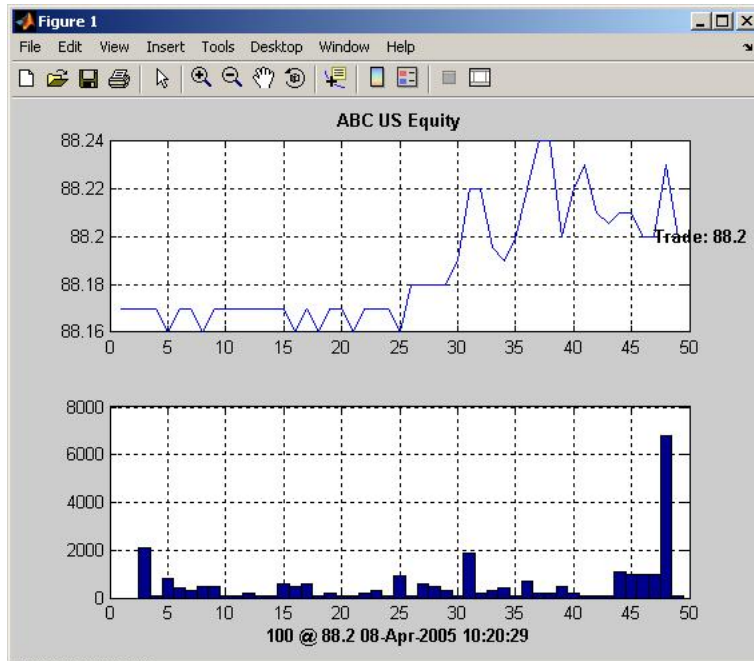 Figure 1
File Edit View Insert Tools Desktop Window Help
ABC US Equity
88.24
88.22
88.2
88.18
88.16
Trade: 88.2
0 5 10 15 20 25 30 35 40 45 50
8000
6000
4000
2000
0
0 5 10 15 20 25 30 35 40 45 50
100 @ 88.2 08-Apr-2005 10:20:29